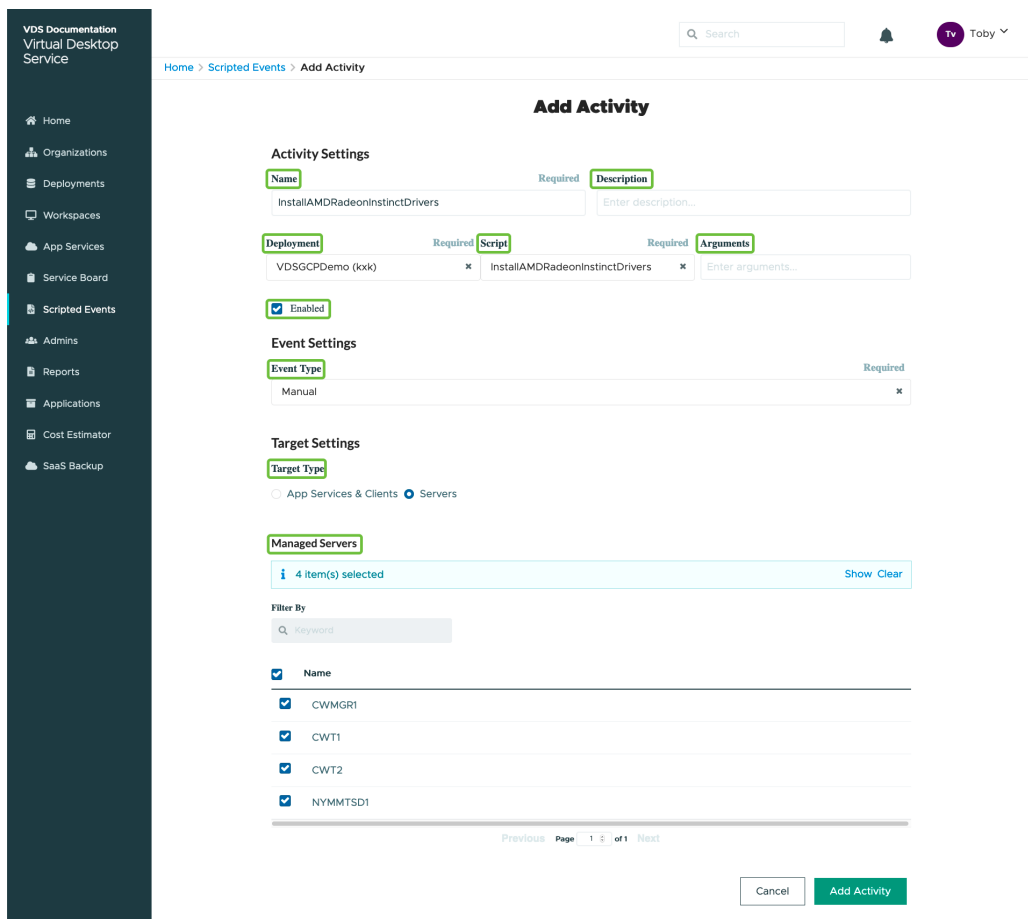 VDS Documentation
Virtual Desktop
Service
Search
Tv
Toby
Home > Scripted Events > Add Activity
Home
Organizations
Deployments
Workspaces
App Services
Service Board
Scripted Events
Admins
Reports
Applications
Cost Estimator
SaaS Backup
Add Activity
Activity Settings
Name Required Description
InstallAMDRadeonInstinctDrivers Enter description...
Deployment Required Script Required Arguments
VDSGCPDemo (kxk) InstallAMDRadeonInstinctDrivers Enter arguments...
Enabled
Event Settings
Event Type Required
Manual
Target Settings
Target Type
App Services & Clients Servers
Managed Servers
4 item(s) selected Show Clear
Filter By
Keyword
Name
CWMGR1
CWT1
CWT2
NYMMTSD1
Previous Page 1 of 1 Next
Cancel Add Activity